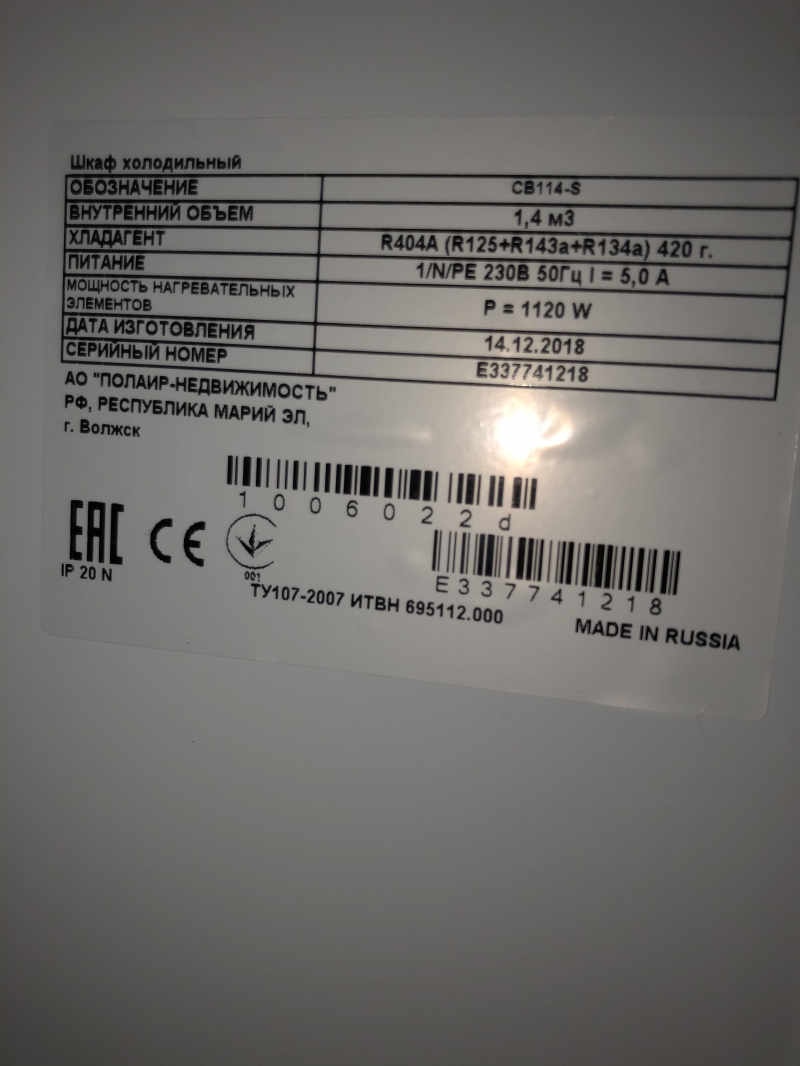 Шкаф холодильный
ОБОЗНАЧЕНИЕ CB114-S
ВНУТРЕННИЙ ОБЪЕМ 1,4 м3
ХЛАДАГЕНТ R404A (R125+R143a+R134a) 420 г.
ПИТАНИЕ 1/N/PE 230В 50Гц I = 5,0 А
МОЩНОСТЬ НАГРЕВАТЕЛЬНЫХ
ЭЛЕМЕНТОВ P = 1120 W
ДАТА ИЗГОТОВЛЕНИЯ 14.12.2018
СЕРИЙНЫЙ НОМЕР E337741218
АО "ПОЛАИР-НЕДВИЖИМОСТЬ"
РФ, РЕСПУБЛИКА МАРИЙ ЭЛ,
г. Волжск
1006022d
EAC CE
001
IP 20 N
E337741218
ТУ107-2007 ИТВН 695112.000
MADE IN RUSSIA